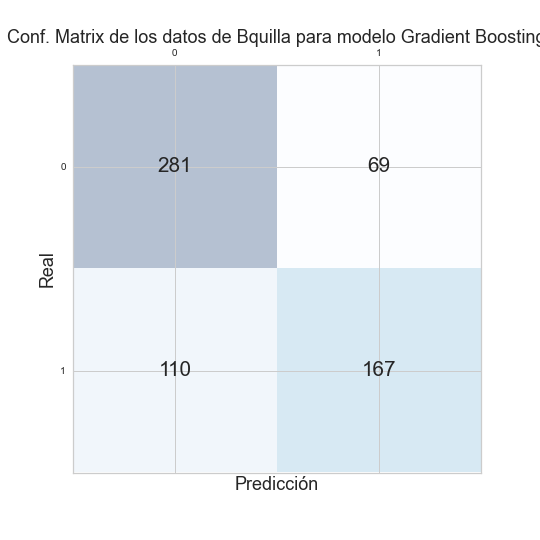 Conf. Matrix de los datos de Bquilla para modelo Gradient Boosting
0 1
0 281 69
Real
1 110 167
Predicción